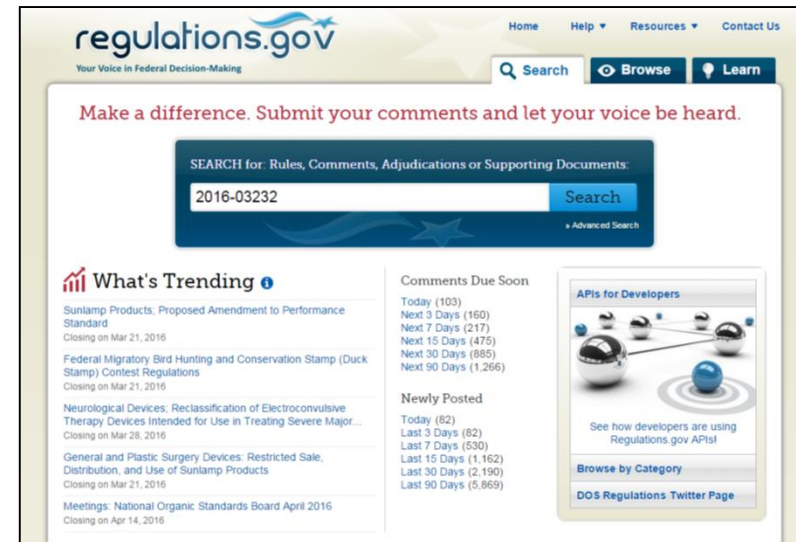 regulations.gov
Your Voice in Federal Decision-Making
Home Help ▼ Resources ▼ Contact Us
Search Browse Learn
Make a difference. Submit your comments and let your voice be heard.
SEARCH for: Rules, Comments, Adjudications or Supporting Documents:
2016-03232 Search
» Advanced Search
What's Trending
Sunlamp Products; Proposed Amendment to Performance
Standard
Closing on Mar 21, 2016
Federal Migratory Bird Hunting and Conservation Stamp (Duck
Stamp) Contest Regulations
Closing on Mar 21, 2016
Neurological Devices; Reclassification of Electroconvulsive
Therapy Devices Intended for Use in Treating Severe Major...
Closing on Mar 28, 2016
General and Plastic Surgery Devices: Restricted Sale,
Distribution, and Use of Sunlamp Products
Closing on Mar 21, 2016
Meetings: National Organic Standards Board April 2016
Closing on Apr 14, 2016
Comments Due Soon
Today (103)
Next 3 Days (160)
Next 7 Days (217)
Next 15 Days (475)
Next 30 Days (885)
Next 90 Days (1,266)
Newly Posted
Today (82)
Last 3 Days (82)
Last 7 Days (530)
Last 15 Days (1,162)
Last 30 Days (2,190)
Last 90 Days (5,869)
APIs for Developers
See how developers are using
Regulations.gov APIs!
Browse by Category
DOS Regulations Twitter Page